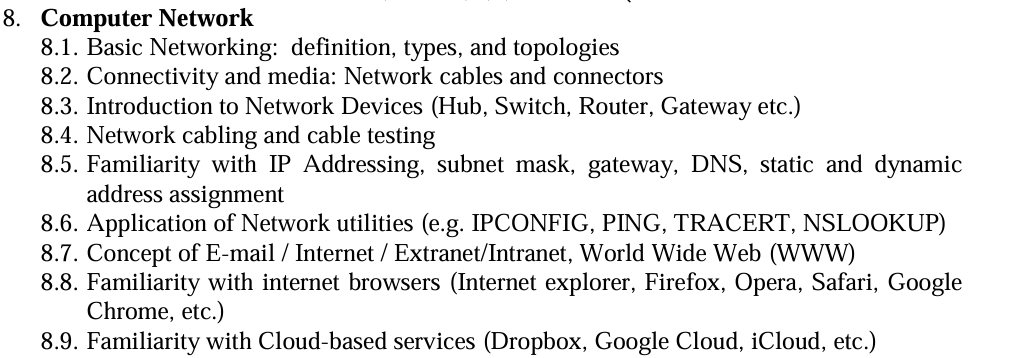 8. Computer Network
8.1. Basic Networking: definition, types, and topologies
8.2. Connectivity and media: Network cables and connectors
8.3. Introduction to Network Devices (Hub, Switch, Router, Gateway etc.)
8.4. Network cabling and cable testing
8.5. Familiarity with IP Addressing, subnet mask, gateway, DNS, static and dynamic
address assignment
8.6. Application of Network utilities (e.g. IPCONFIG, PING, TRACERT, NSLOOKUP)
8.7. Concept of E-mail / Internet / Extranet/Intranet, World Wide Web (WWW)
8.8. Familiarity with internet browsers (Internet explorer, Firefox, Opera, Safari, Google
Chrome, etc.)
8.9. Familiarity with Cloud-based services (Dropbox, Google Cloud, iCloud, etc.)